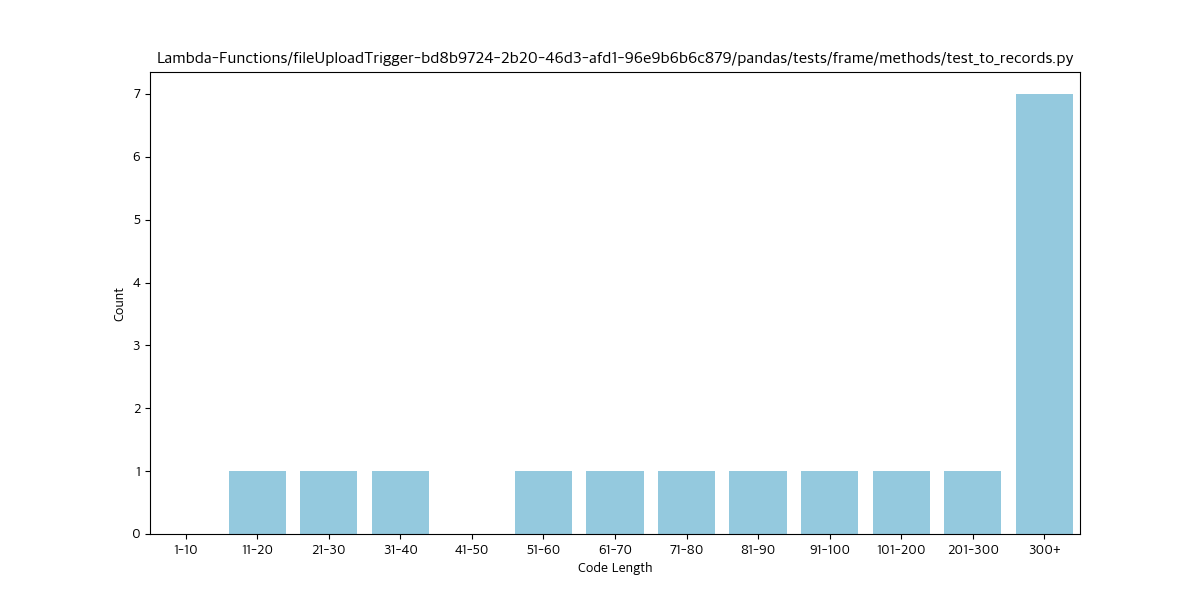 Lambda-Functions/fileUploadTrigger-bd8b9724-2b20-46d3-afd1-96e9b6b6c879/pandas/tests/frame/methods/test_to_records.py
7
6
5
4
3
2
1
0
Count
1-10 11-20 21-30 31-40 41-50 51-60 61-70 71-80 81-90 91-100 101-200 201-300 300+
Code Length